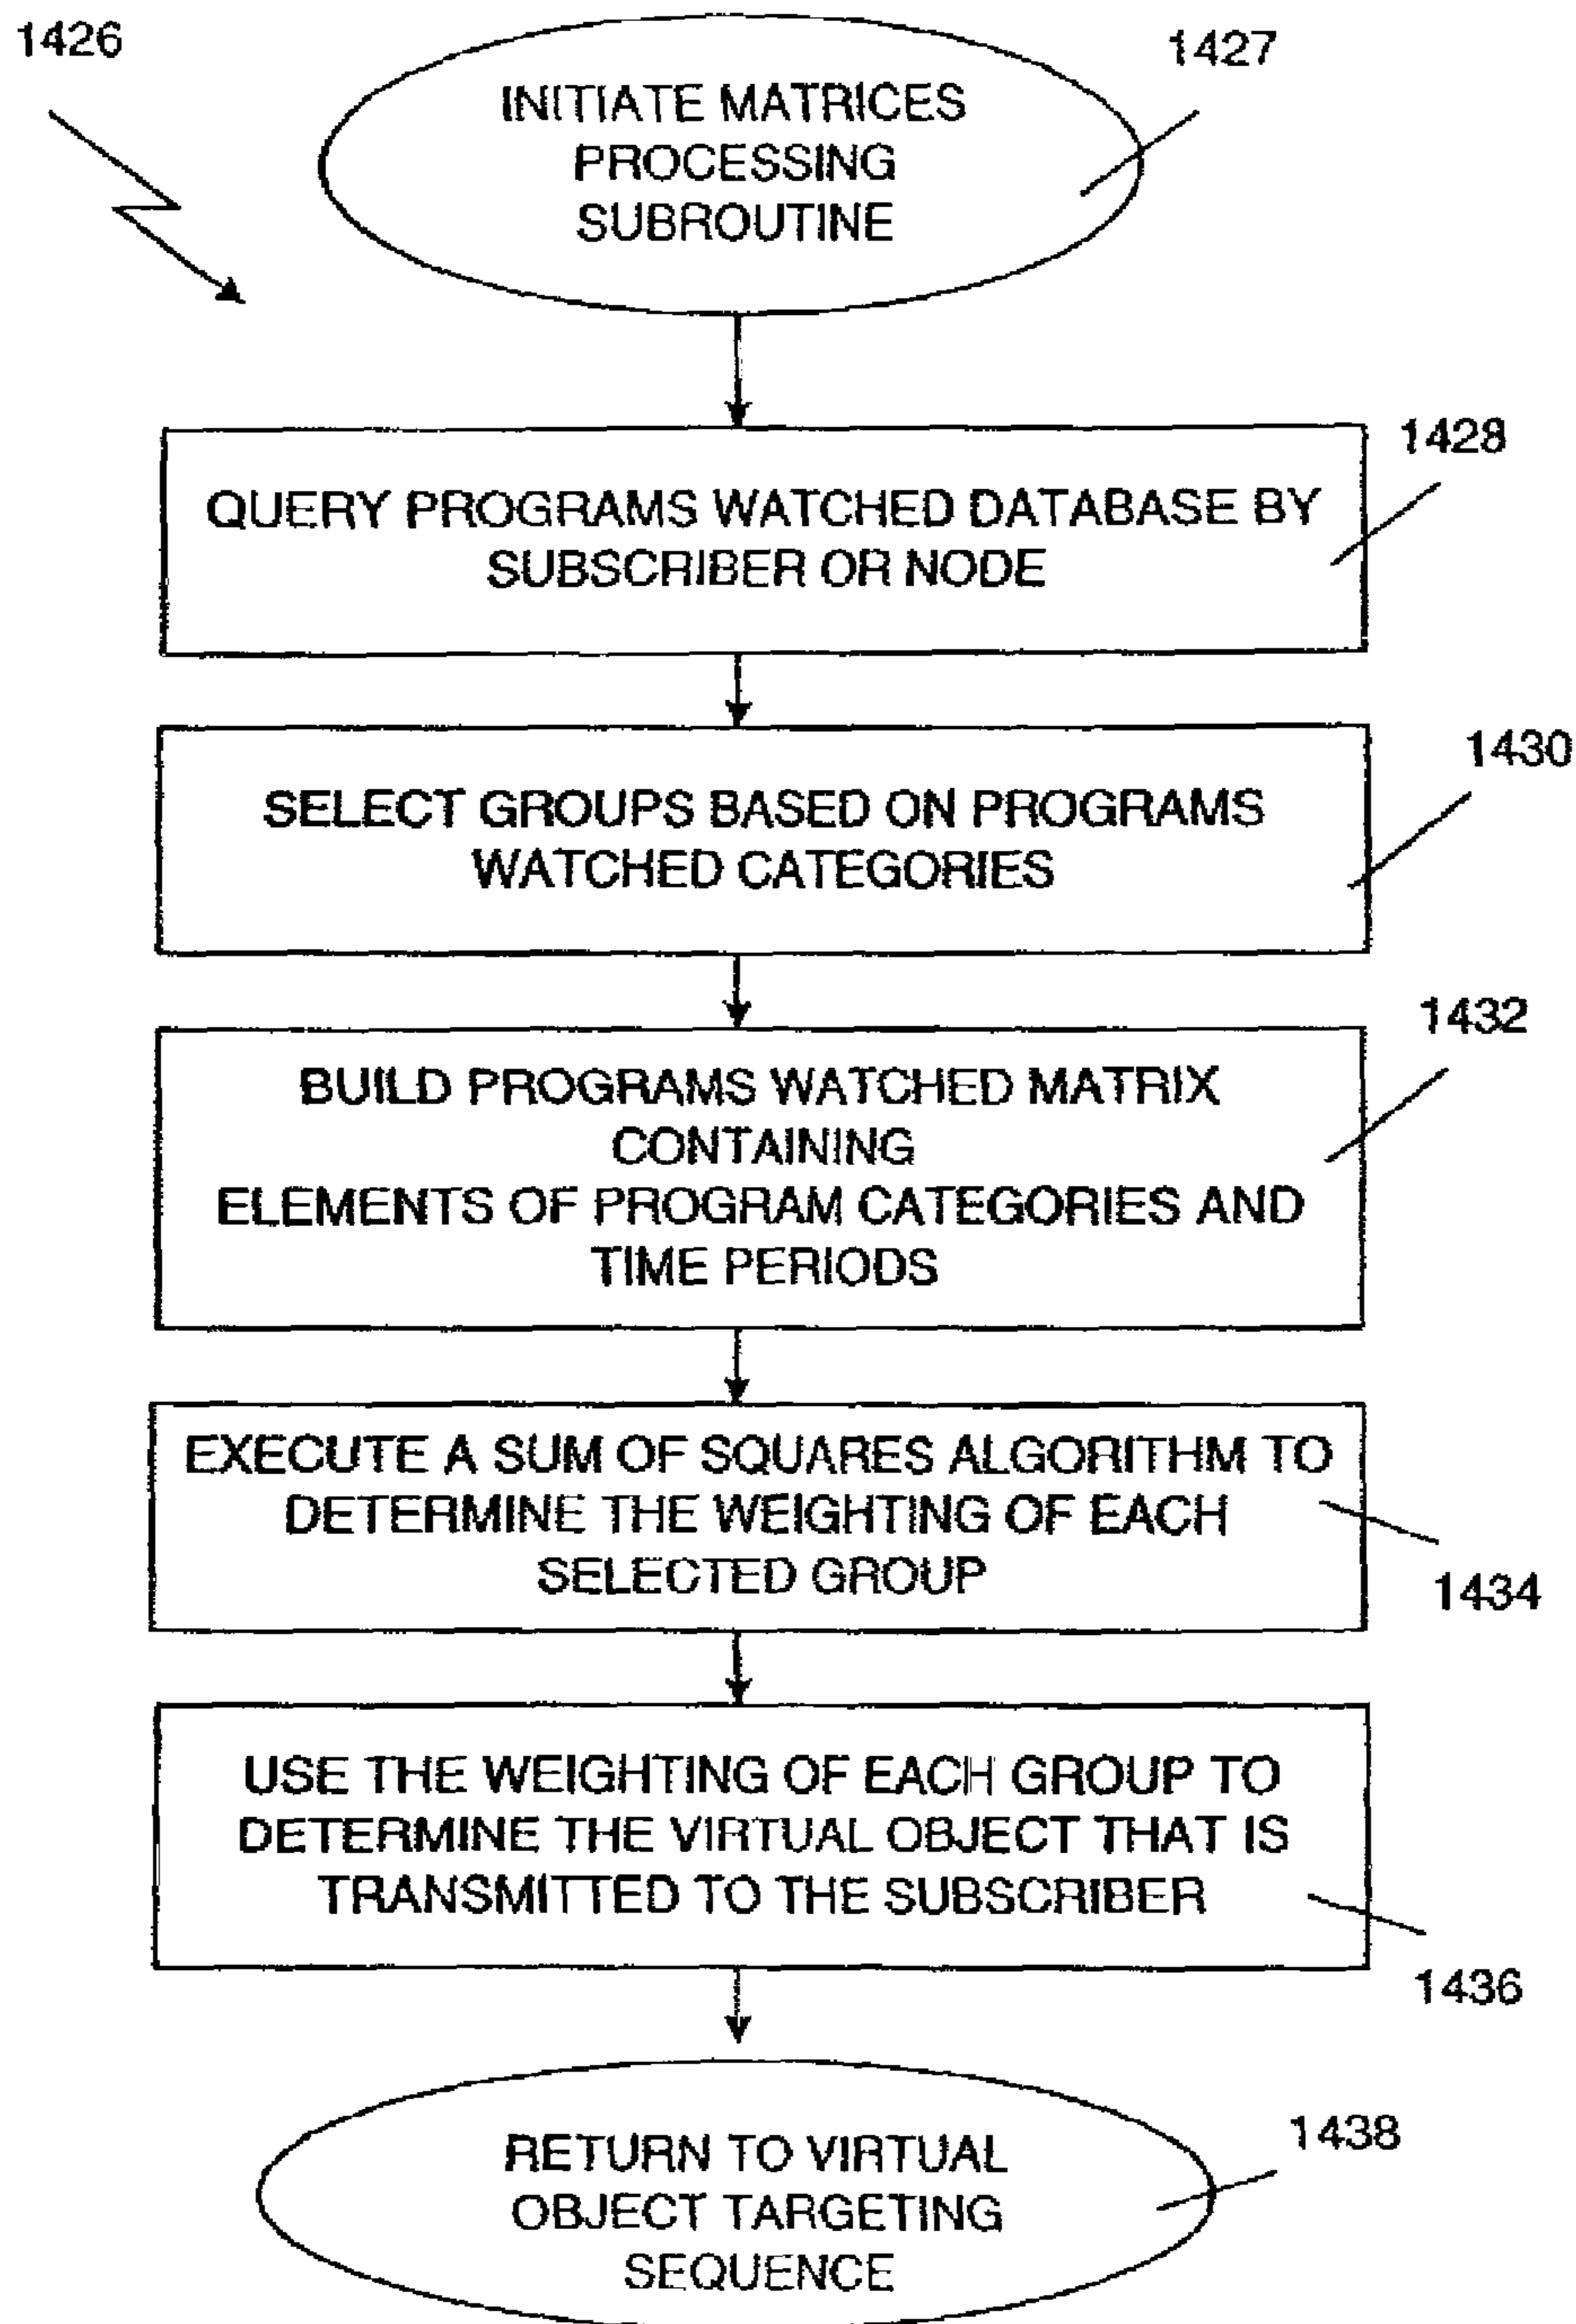 1426
1427
INITIATE MATRICES
PROCESSING
SUBROUTINE
1428
QUERY PROGRAMS WATCHED DATABASE BY
SUBSCRIBER OR NODE
1430
SELECT GROUPS BASED ON PROGRAMS
WATCHED CATEGORIES
1432
BUILD PROGRAMS WATCHED MATRIX
CONTAINING
ELEMENTS OF PROGRAM CATEGORIES AND
TIME PERIODS
EXECUTE A SUM OF SQUARES ALGORITHM TO
DETERMINE THE WEIGHTING OF EACH
SELECTED GROUP
1434
USE THE WEIGHTING OF EACH GROUP TO
DETERMINE THE VIRTUAL OBJECT THAT IS
TRANSMITTED TO THE SUBSCRIBER
1436
1438
RETURN TO VIRTUAL
OBJECT TARGETING
SEQUENCE